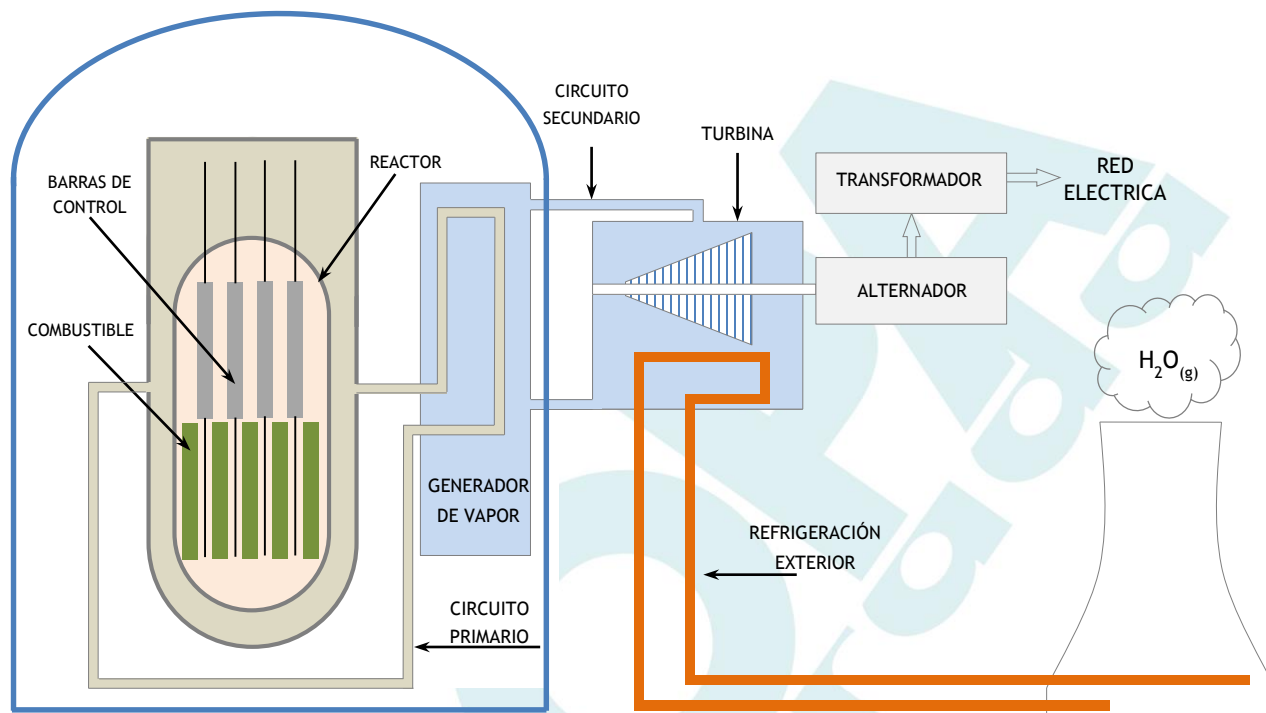 CIRCUITO
SECUNDARIO
TURBINA
REACTOR
BARRAS DE
CONTROL
TRANSFORMADOR
RED
ELECTRICA
COMBUSTIBLE
ALTERNADOR
H₂O(g)
GENERADOR
DE VAPOR
REFRIGERACIÓN
EXTERIOR
CIRCUITO
PRIMARIO